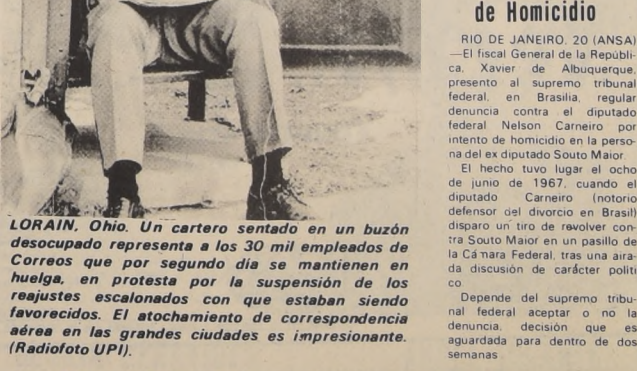 LORAIN, Ohio. Un cartero sentado en un buzón
desocupado representa a los 30 mil empleados de
Correos que por segundo día se mantienen en
huelga, en protesta por la suspensión de los
reajustes escalonados con que estaban siendo
favorecidos. El atochamiento de correspondencia
aérea en las grandes ciudades es impresionante.
(Radiofoto UPI).
de Homicidio
RIO DE JANEIRO. 20 (ANSA)
—El fiscal General de la Repúbli-
ca, Xavier de Albuquerque,
presento al supremo tribunal
federal, en Brasilia, regular
denuncia contra el diputado
federal Nelson Carneiro por
intento de homicidio en la perso-
na del ex diputado Souto Maior.
El hecho tuvo lugar el ocho
de junio de 1967, cuando el
diputado Carneiro (notorio
defensor del divorcio en Brasil)
disparo un tiro de revolver con-
tra Souto Maior en un pasillo de
la Cámara Federal, tras una aira-
da discusión de carácter politi
co
Depende del supremo tribu-
nal federal aceptar o no la
denuncia, decisión que es
aguardada para dentro de dos
semanas